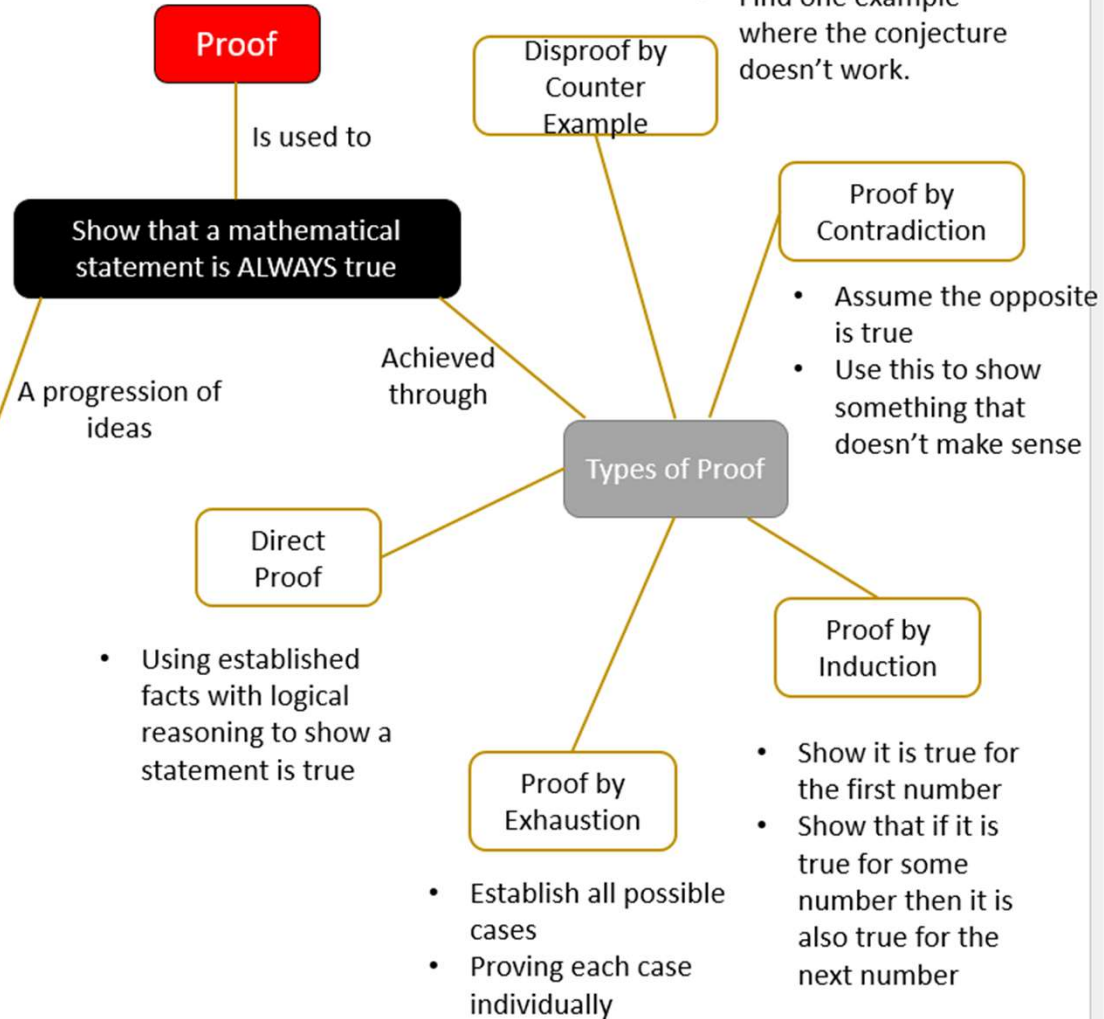 Proof
Is used to
Show that a mathematical
statement is ALWAYS true
A progression of
ideas
Achieved
through
Types of Proof
Disproof by
Counter
Example
Find one example
where the conjecture
doesn’t work.
Proof by
Contradiction
• Assume the opposite
is true
• Use this to show
something that
doesn’t make sense
Direct
Proof
• Using established
facts with logical
reasoning to show a
statement is true
Proof by
Exhaustion
• Establish all possible
cases
• Proving each case
individually
Proof by
Induction
• Show it is true for
the first number
• Show that if it is
true for some
number then it is
also true for the
next number